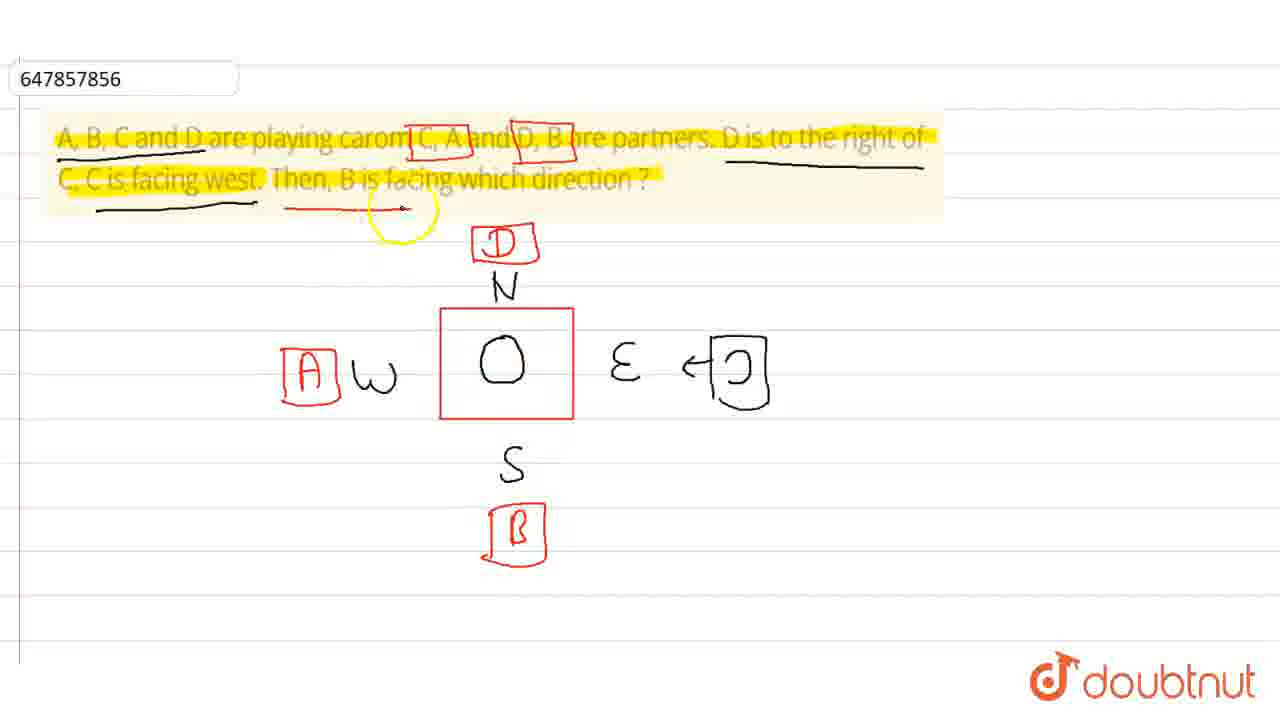 647857856
A, B, C and D are playing carom C, A and D, B are partners. D is to the right of
C, C is facing west. Then, B is facing which direction ?
D
N
A W O E C
S
B
doubtnut